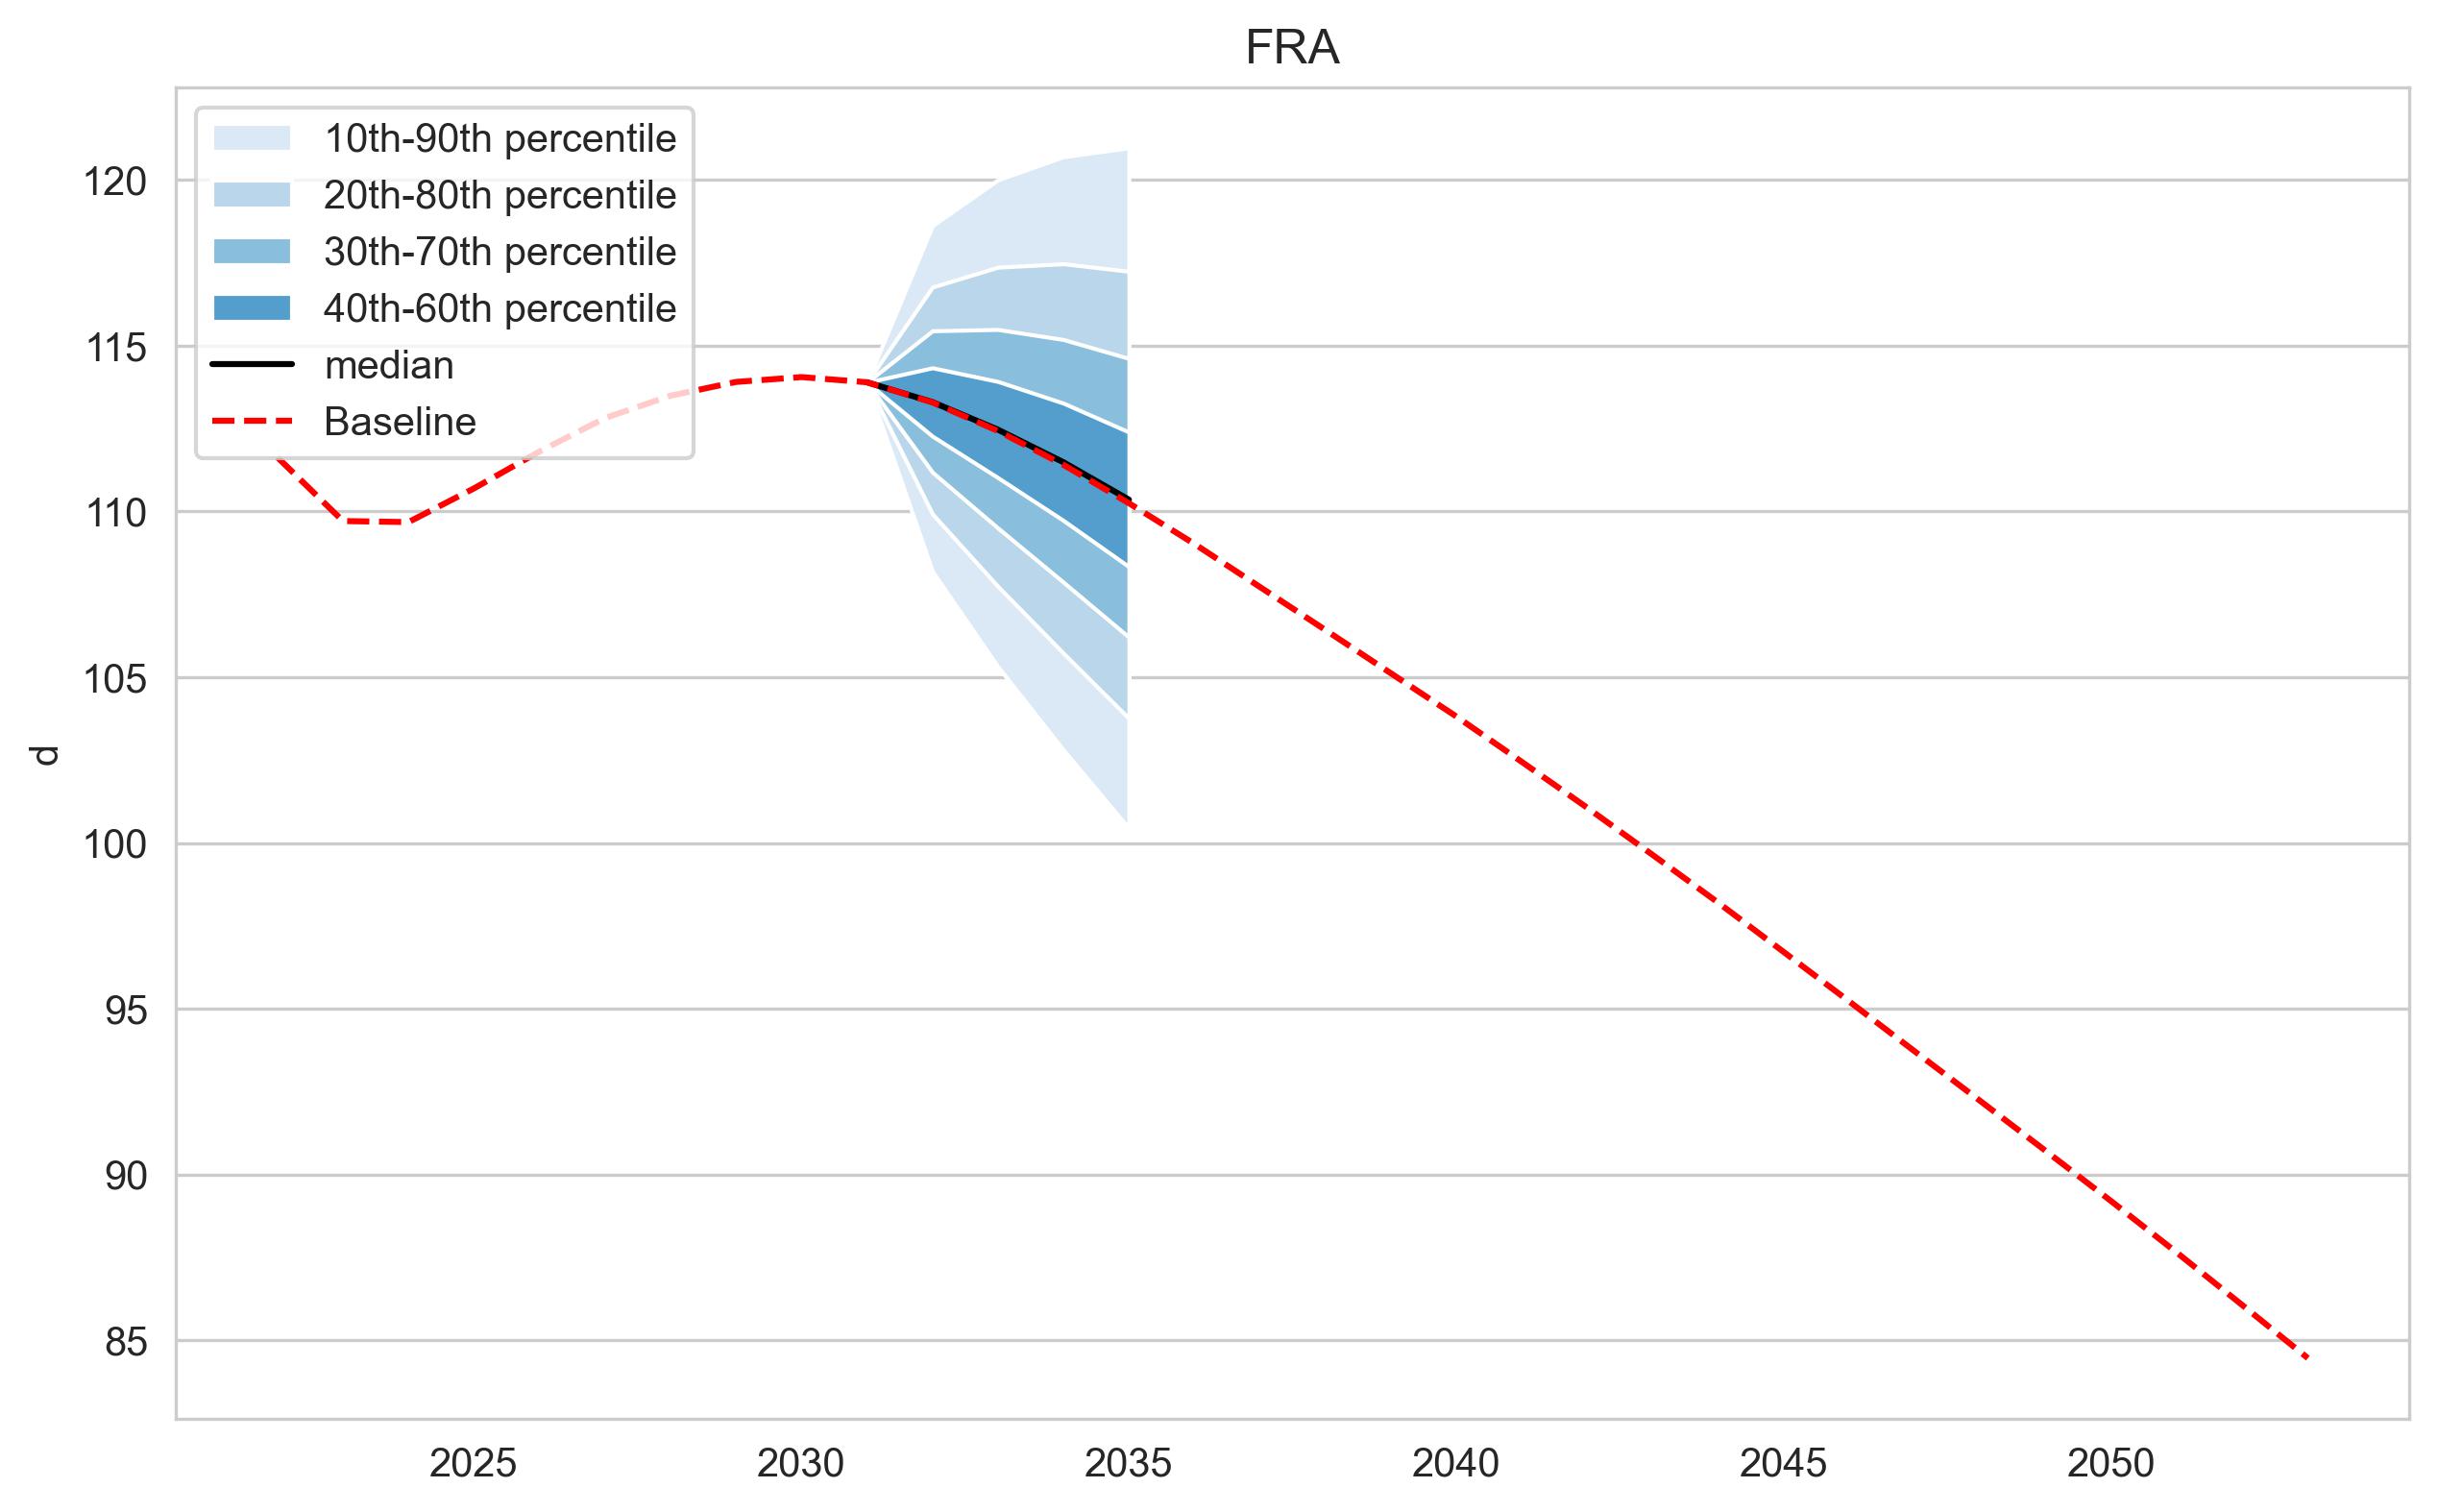 FRA
10th-90th percentile
20th-80th percentile
30th-70th percentile
40th-60th percentile
median
Baseline
120
115
110
105
100
95
90
85
d
2025
2030
2035
2040
2045
2050